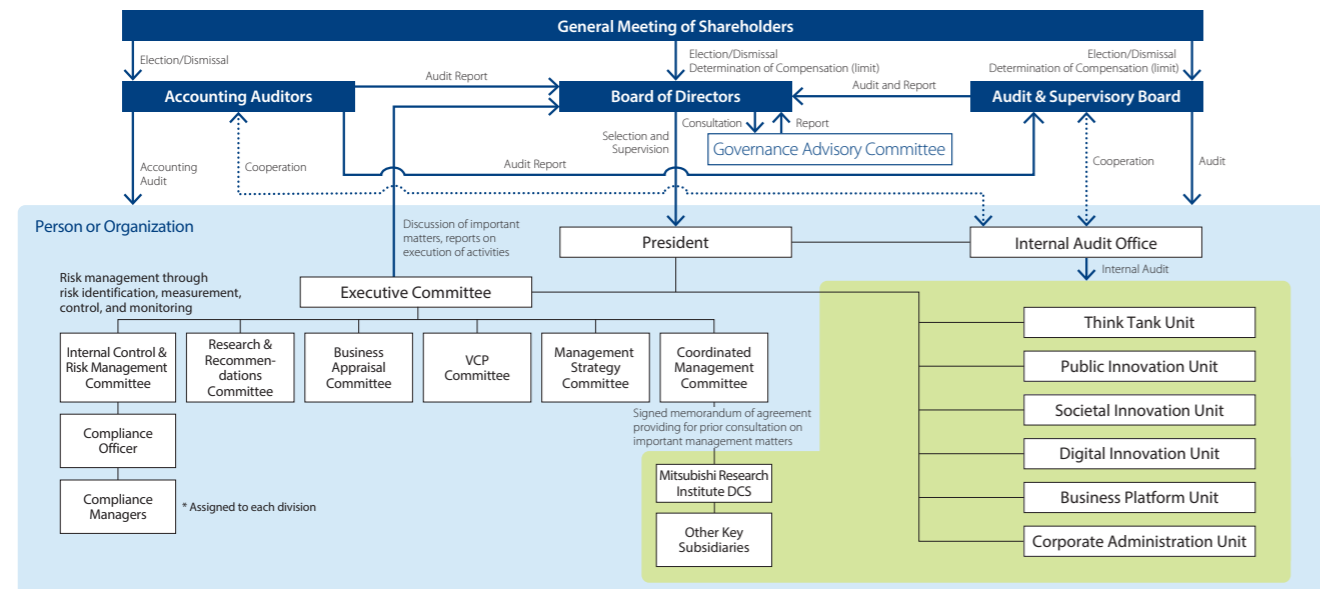 General Meeting of Shareholders
Election/Dismissal
Election/Dismissal
Determination of Compensation (limit)
Election/Dismissal
Determination of Compensation (limit)
Accounting Auditors
Audit Report
Board of Directors
Audit and Report
Audit & Supervisory Board
Consultation
Report
Selection and
Supervision
Governance Advisory Committee
Accounting
Audit
Cooperation
Audit Report
Cooperation
Audit
Person or Organization
Discussion of important
matters, reports on
execution of activities
President
Internal Audit Office
Internal Audit
Risk management through
risk identification, measurement,
control, and monitoring
Executive Committee
Internal Control &
Risk Management
Committee
Research &
Recommen-
dations
Committee
Business
Appraisal
Committee
VCP
Committee
Management
Strategy
Committee
Coordinated
Management
Committee
Signed memorandum of agreement
providing for prior consultation on
important management matters
Compliance
Officer
Compliance
Managers
* Assigned to each division
Mitsubishi Research
Institute DCS
Other Key
Subsidiaries
Think Tank Unit
Public Innovation Unit
Societal Innovation Unit
Digital Innovation Unit
Business Platform Unit
Corporate Administration Unit